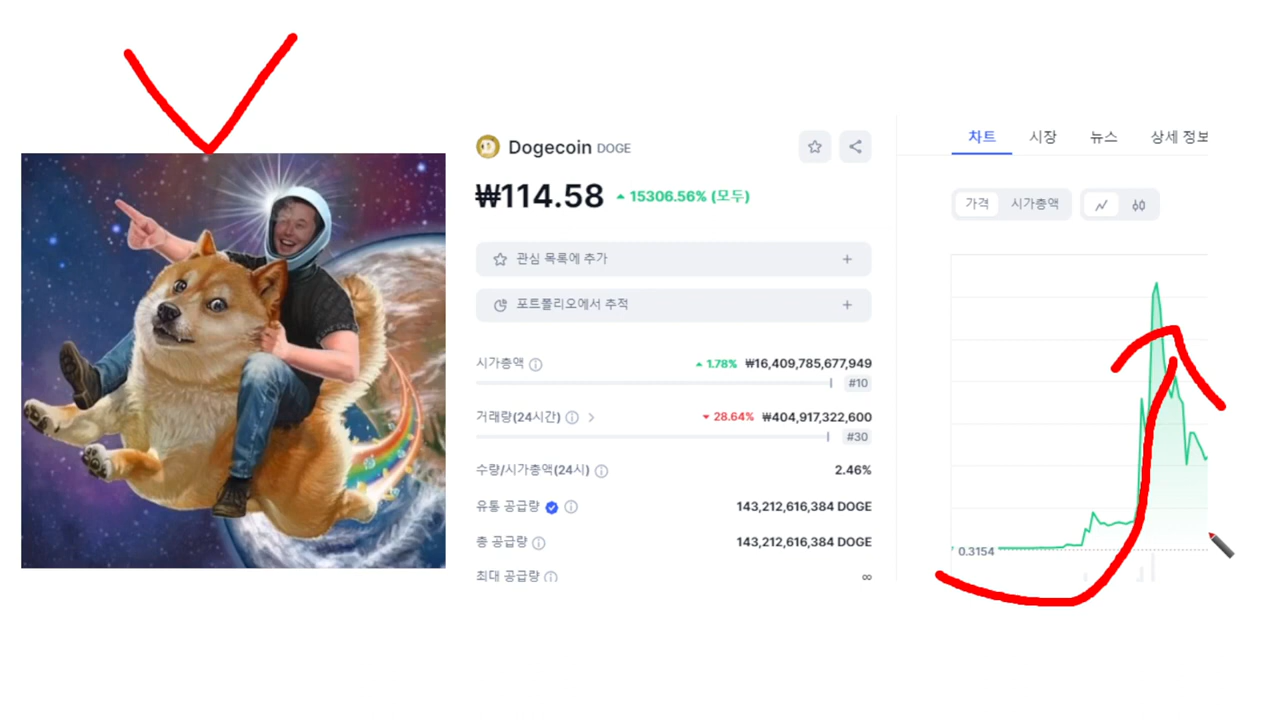 Dogecoin DOGE
₩114.58 15306.56% (모두)
관심 목록에 추가 +
포트폴리오에서 추적 +
시가총액 1.78% ₩16,409,785,677,949
#10
거래량(24시간) 28.64% ₩404,917,322,600
#30
수량/시가총액(24시) 2.46%
유통 공급량 143,212,616,384 DOGE
총 공급량 143,212,616,384 DOGE
최대 공급량 ∞
차트 시장 뉴스 상세 정보
가격 시가총액
0.3154